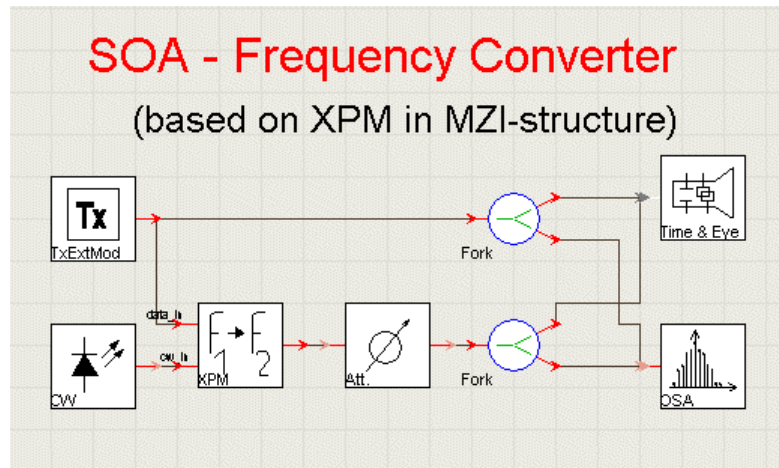 SOA - Frequency Converter
(based on XPM in MZI-structure)
Tx
TxExtMod
Fork
Time & Eye
data_in
cw_in
F1 → F2
XPM
Att.
Fork
CW
OSA